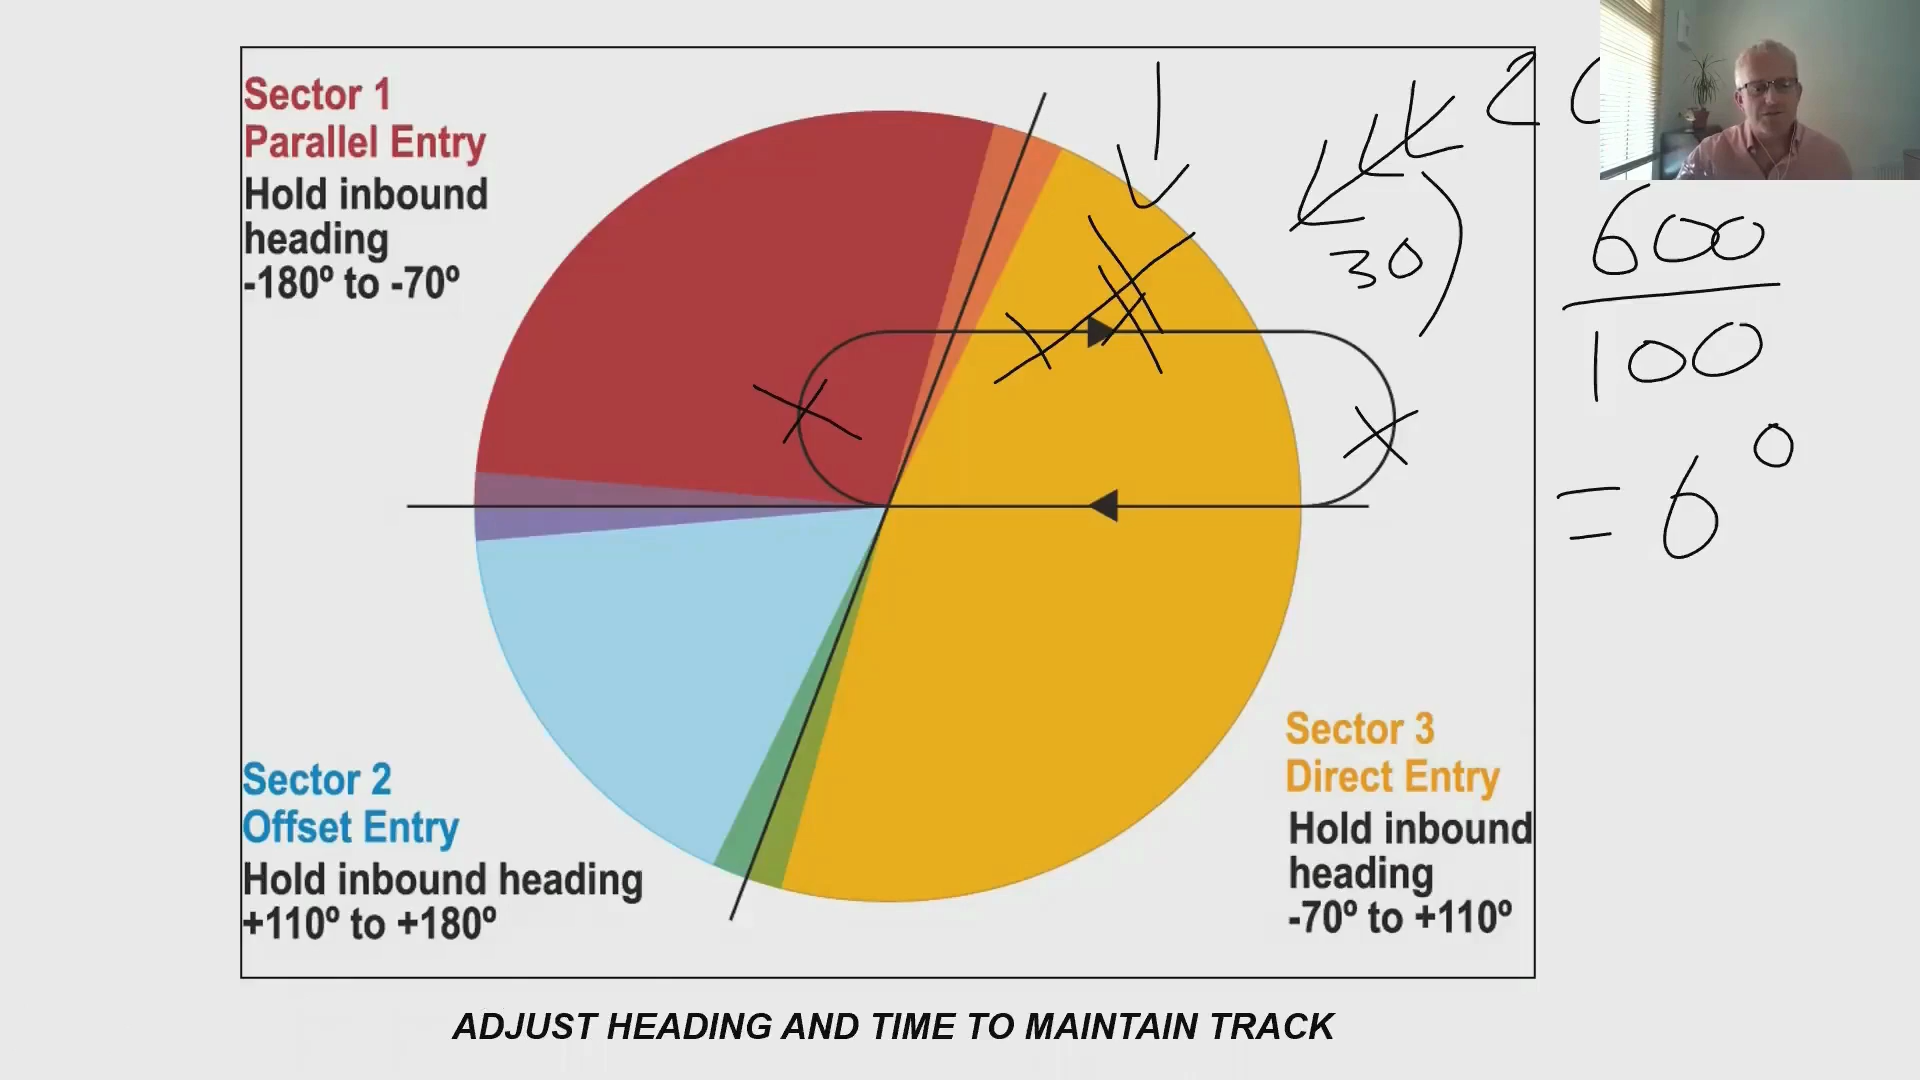 Sector 1
Parallel Entry
Hold inbound
heading
-180º to -70º
30
600
100
= 6°
Sector 2
Offset Entry
Hold inbound heading
+110º to +180º
Sector 3
Direct Entry
Hold inbound
heading
-70º to +110º
ADJUST HEADING AND TIME TO MAINTAIN TRACK